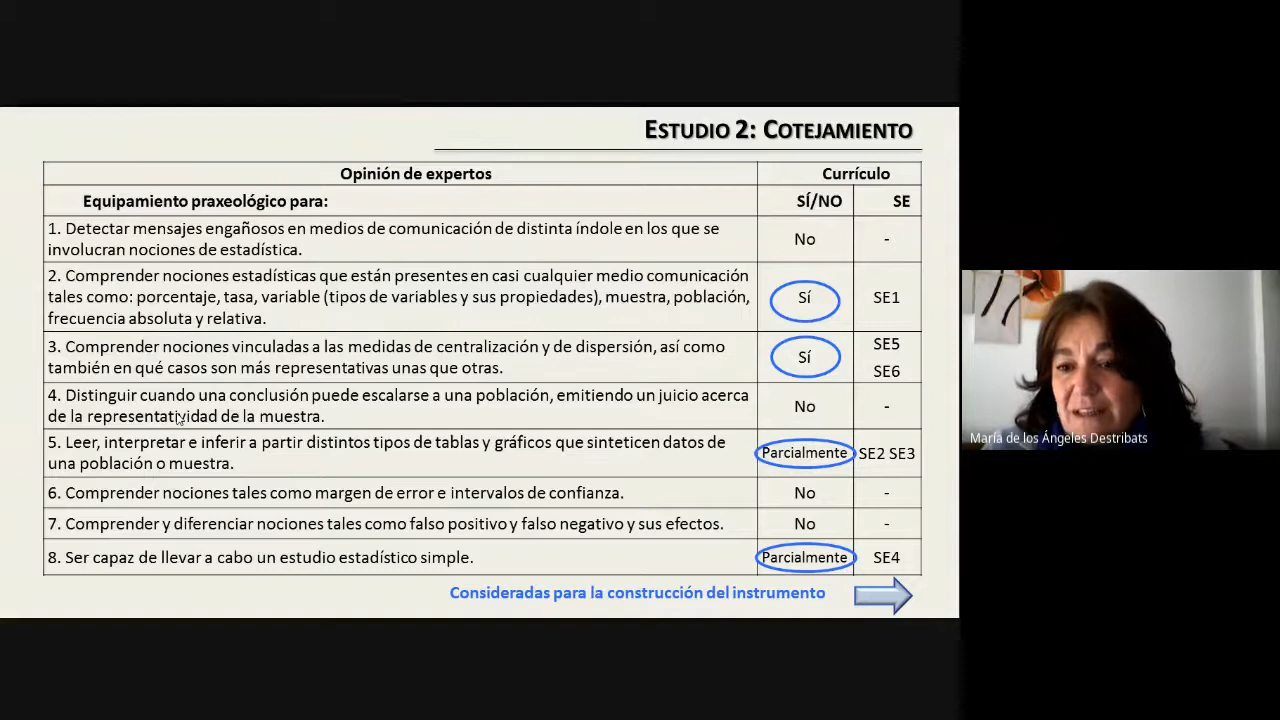 ESTUDIO 2: COTEJAMIENTO
Opinión de expertos
Currículo
Equipamiento praxeológico para:
SÍ/NO
SE
1. Detectar mensajes engañosos en medios de comunicación de distinta índole en los que se
involucran nociones de estadística.
No
-
2. Comprender nociones estadísticas que están presentes en casi cualquier medio comunicación
tales como: porcentaje, tasa, variable (tipos de variables y sus propiedades), muestra, población,
frecuencia absoluta y relativa.
Sí
SE1
3. Comprender nociones vinculadas a las medidas de centralización y de dispersión, así como
también en qué casos son más representativas unas que otras.
Sí
SE5
SE6
4. Distinguir cuando una conclusión puede escalarse a una población, emitiendo un juicio acerca
de la representatividad de la muestra.
No
-
5. Leer, interpretar e inferir a partir distintos tipos de tablas y gráficos que sinteticen datos de
una población o muestra.
Parcialmente
SE2 SE3
6. Comprender nociones tales como margen de error e intervalos de confianza.
No
-
7. Comprender y diferenciar nociones tales como falso positivo y falso negativo y sus efectos.
No
-
8. Ser capaz de llevar a cabo un estudio estadístico simple.
Parcialmente
SE4
Consideradas para la construcción del instrumento
María de los Ángeles Destribats